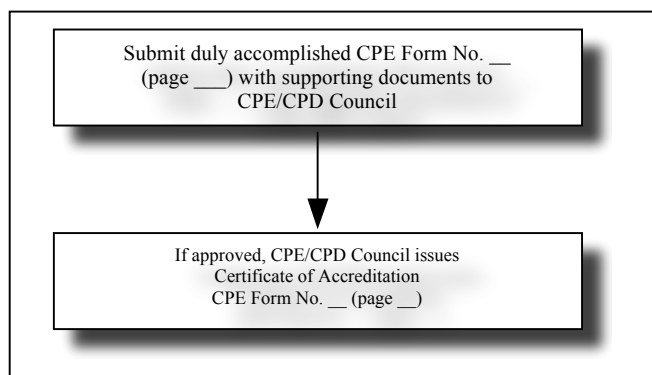 Submit duly accomplished CPE Form No. __
(page ___) with supporting documents to
CPE/CPD Council
If approved, CPE/CPD Council issues
Certificate of Accreditation
CPE Form No. __ (page __)